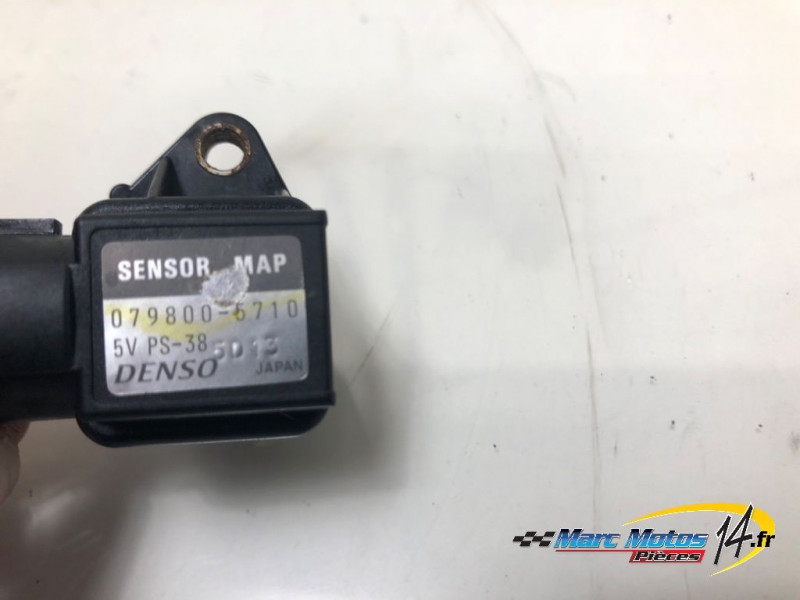 SENSOR, MAP
079800-5710
5V PS-38 5D13
DENSO JAPAN
Marc Motos 14.fr
Pièces